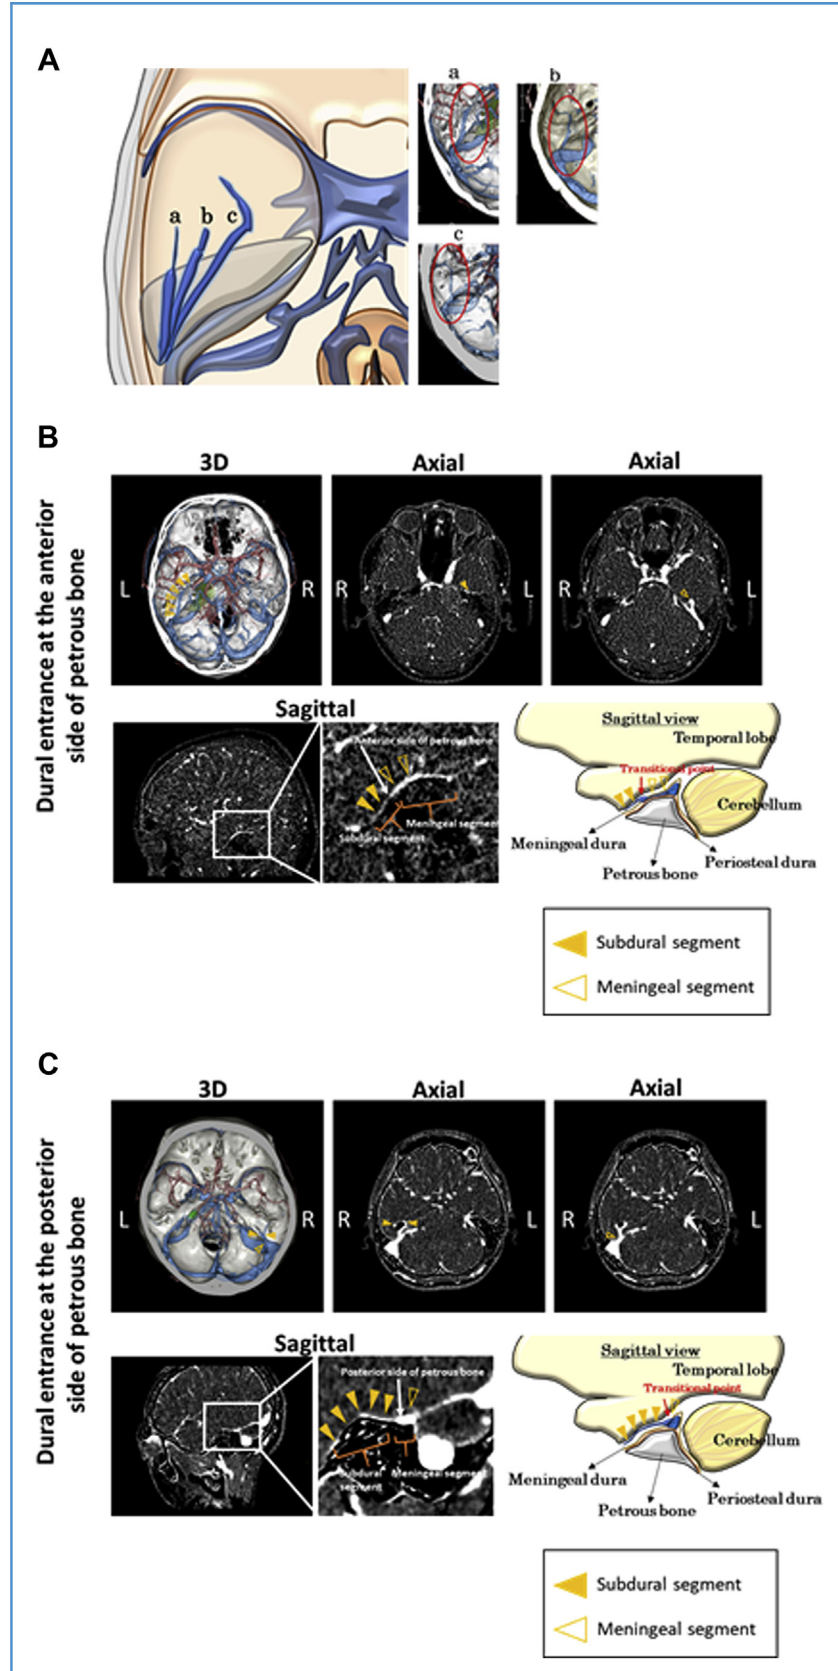 A
a
b
a
b
c
c
B
Dural entrance at the anterior
side of petrous bone
3D
Axial
Axial
L
R
R
L
R
L
Sagittal
Anterior side of petrous bone
Meningeal segment
Subdural segment
Sagittal view
Temporal lobe
Transitional point
Cerebellum
Meningeal dura
Periosteal dura
Petrous bone
Subdural segment
Meningeal segment
C
Dural entrance at the posterior
side of petrous bone
3D
Axial
Axial
L
R
R
L
R
L
Sagittal
Posterior side of petrous bone
Subdural
segment
Meningeal segment
Sagittal view
Temporal lobe
Transitional point
Cerebellum
Meningeal dura
Periosteal dura
Petrous bone
Subdural segment
Meningeal segment